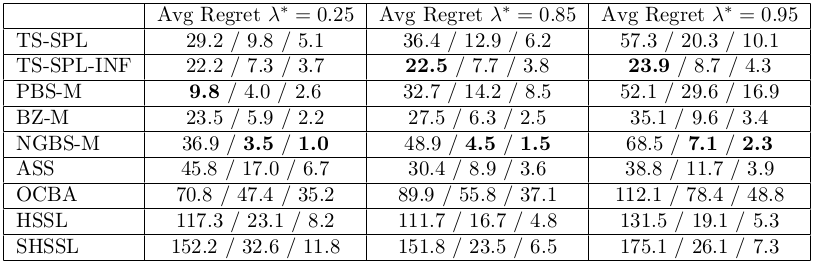 Avg Regret λ* = 0.25 Avg Regret λ* = 0.85 Avg Regret λ* = 0.95
TS-SPL 29.2 / 9.8 / 5.1 36.4 / 12.9 / 6.2 57.3 / 20.3 / 10.1
TS-SPL-INF 22.2 / 7.3 / 3.7 22.5 / 7.7 / 3.8 23.9 / 8.7 / 4.3
PBS-M 9.8 / 4.0 / 2.6 32.7 / 14.2 / 8.5 52.1 / 29.6 / 16.9
BZ-M 23.5 / 5.9 / 2.2 27.5 / 6.3 / 2.5 35.1 / 9.6 / 3.4
NGBS-M 36.9 / 3.5 / 1.0 48.9 / 4.5 / 1.5 68.5 / 7.1 / 2.3
ASS 45.8 / 17.0 / 6.7 30.4 / 8.9 / 3.6 38.8 / 11.7 / 3.9
OCBA 70.8 / 47.4 / 35.2 89.9 / 55.8 / 37.1 112.1 / 78.4 / 48.8
HSSL 117.3 / 23.1 / 8.2 111.7 / 16.7 / 4.8 131.5 / 19.1 / 5.3
SHSSL 152.2 / 32.6 / 11.8 151.8 / 23.5 / 6.5 175.1 / 26.1 / 7.3